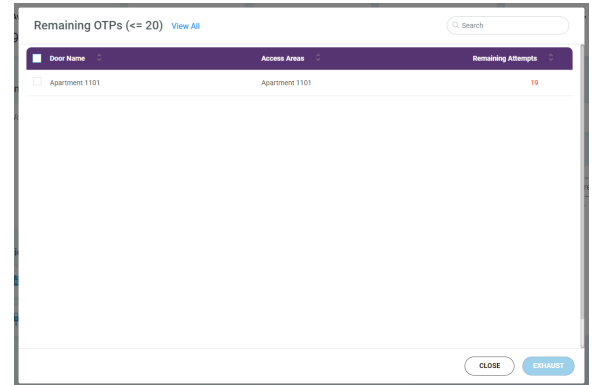 Remaining OTPs (<= 20) View All Search
Door Name Access Areas Remaining Attempts
Apartment 1101 Apartment 1101 19
CLOSE EXHAUST